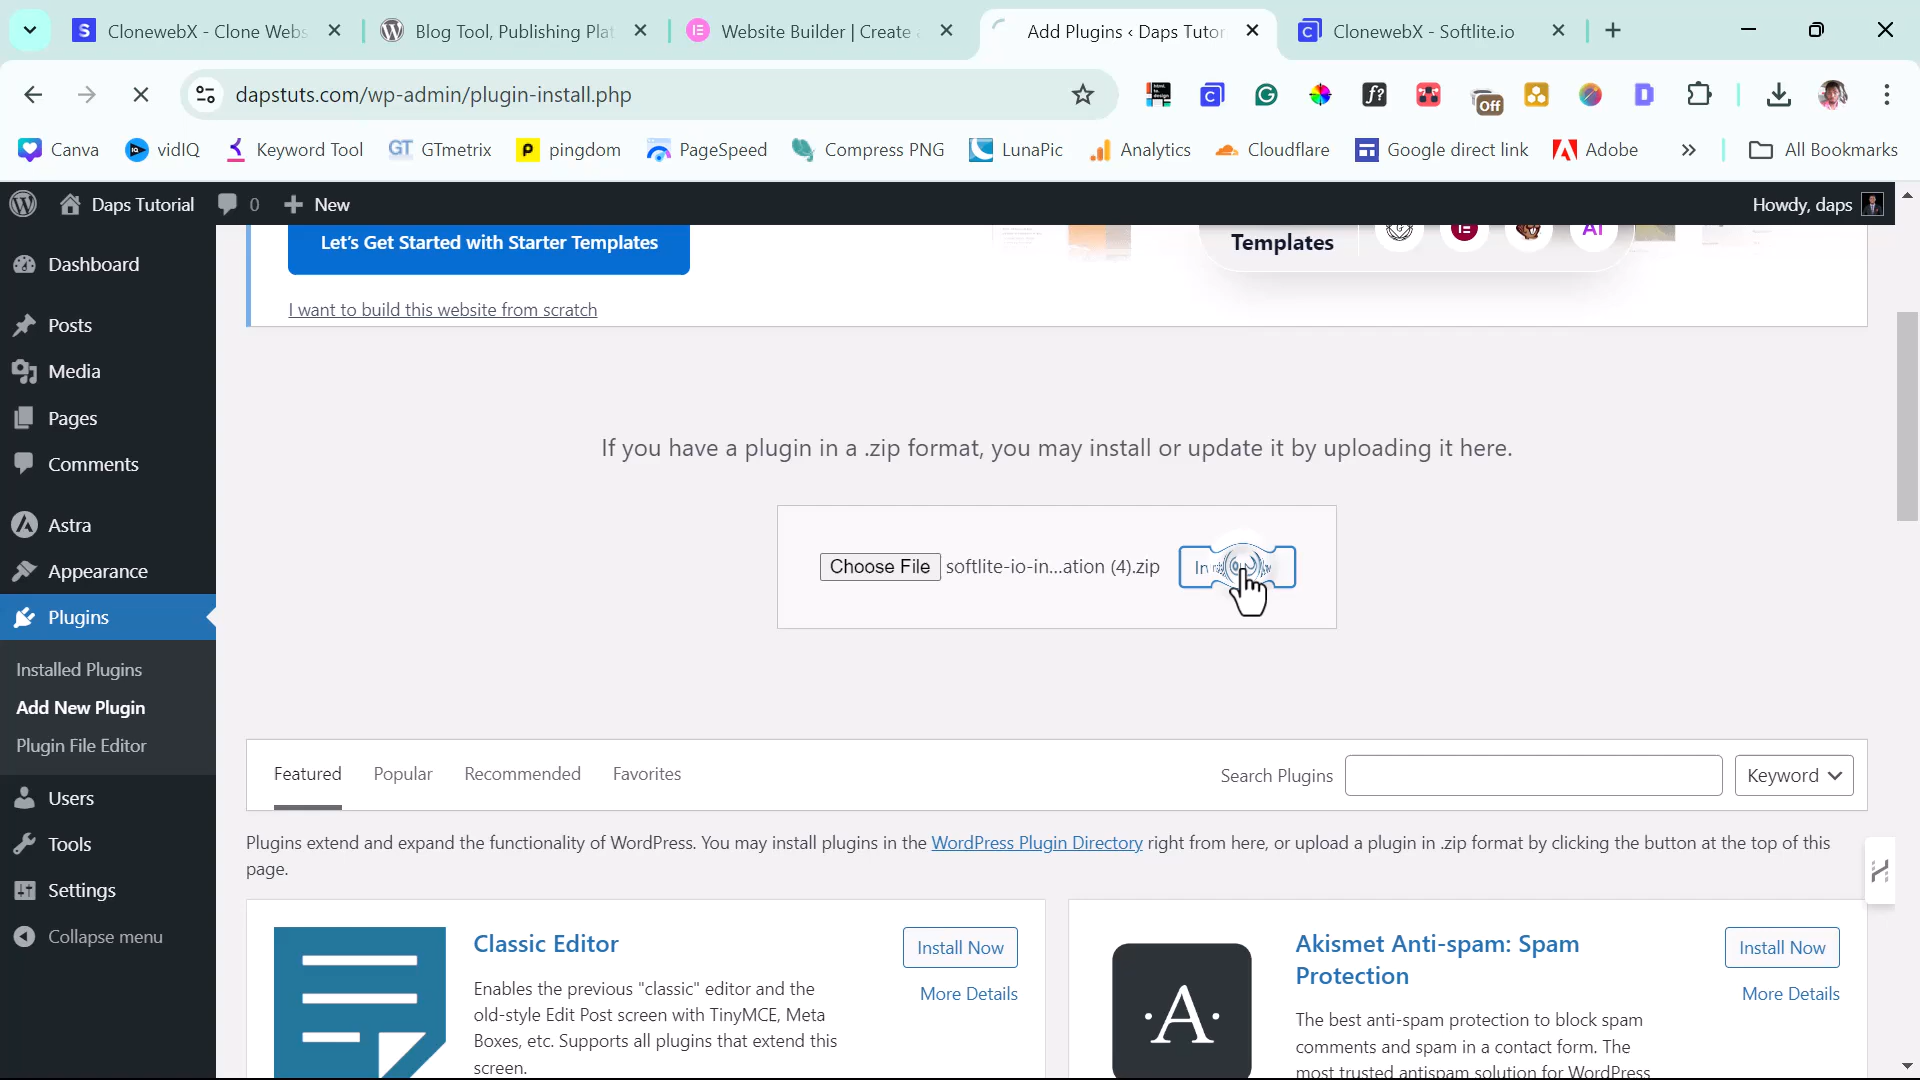 ClonewebX - Clone Webs
Blog Tool, Publishing Plat
Website Builder | Create a
Add Plugins ‹ Daps Tutor
ClonewebX - Softlite.io
dapstuts.com/wp-admin/plugin-install.php
Off
Canva
vidIQ
Keyword Tool
GTmetrix
pingdom
PageSpeed
Compress PNG
LunaPic
Analytics
Cloudflare
Google direct link
Adobe
All Bookmarks
Daps Tutorial
0
New
Howdy, daps
Dashboard
Posts
Media
Pages
Comments
Astra
Appearance
Plugins
Installed Plugins
Add New Plugin
Plugin File Editor
Users
Tools
Settings
Collapse menu
Let's Get Started with Starter Templates
I want to build this website from scratch
Templates
AI
If you have a plugin in a .zip format, you may install or update it by uploading it here.
Choose File softlite-io-in...ation (4).zip
Featured
Popular
Recommended
Favorites
Search Plugins
Keyword
Plugins extend and expand the functionality of WordPress. You may install plugins in the WordPress Plugin Directory right from here, or upload a plugin in .zip format by clicking the button at the top of this
page.
Classic Editor
Install Now
More Details
Enables the previous "classic" editor and the
old-style Edit Post screen with TinyMCE, Meta
Boxes, etc. Supports all plugins that extend this
screen.
Akismet Anti-spam: Spam
Protection
Install Now
More Details
The best anti-spam protection to block spam
comments and spam in a contact form. The
most trusted antispam solution for WordPress